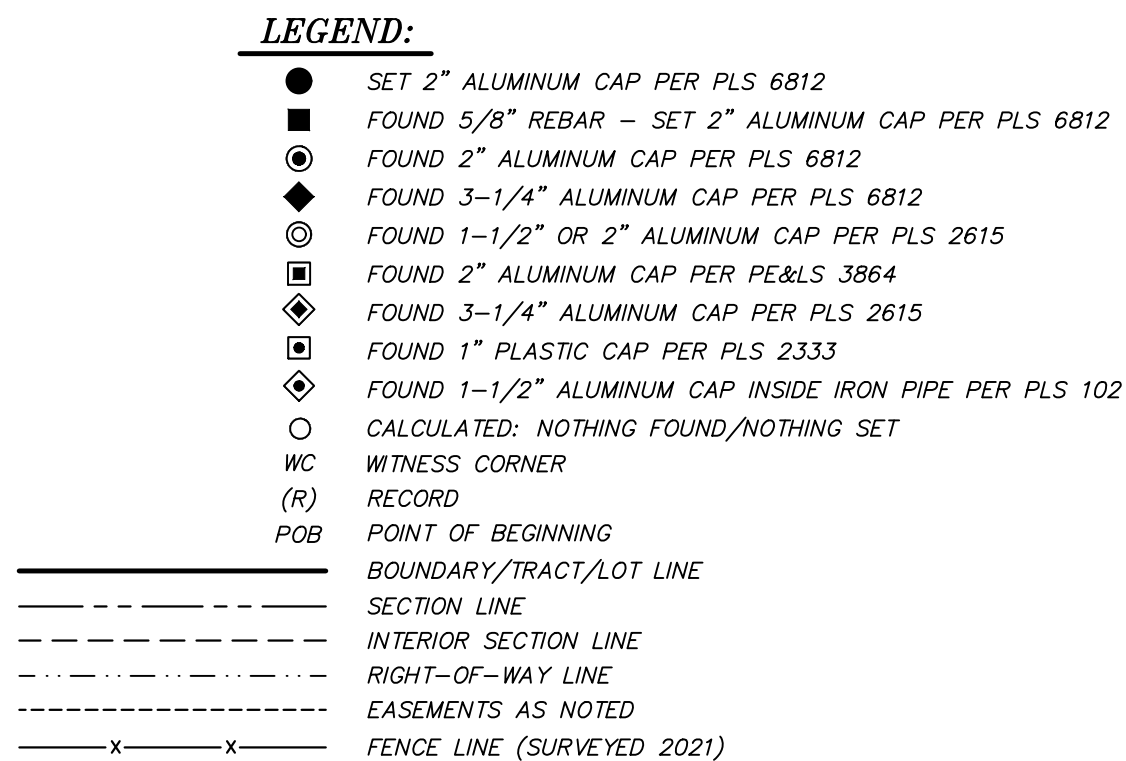 LEGEND:
SET 2" ALUMINUM CAP PER PLS 6812
FOUND 5/8" REBAR – SET 2" ALUMINUM CAP PER PLS 6812
FOUND 2" ALUMINUM CAP PER PLS 6812
FOUND 3–1/4" ALUMINUM CAP PER PLS 6812
FOUND 1–1/2" OR 2" ALUMINUM CAP PER PLS 2615
FOUND 2" ALUMINUM CAP PER PE&LS 3864
FOUND 3–1/4" ALUMINUM CAP PER PLS 2615
FOUND 1" PLASTIC CAP PER PLS 2333
FOUND 1–1/2" ALUMINUM CAP INSIDE IRON PIPE PER PLS 102
CALCULATED: NOTHING FOUND/NOTHING SET
WC WITNESS CORNER
(R) RECORD
POB POINT OF BEGINNING
BOUNDARY/TRACT/LOT LINE
SECTION LINE
INTERIOR SECTION LINE
RIGHT–OF–WAY LINE
EASEMENTS AS NOTED
x x FENCE LINE (SURVEYED 2021)